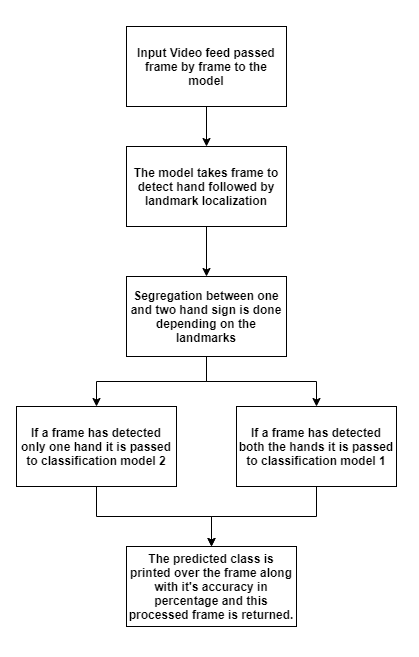 Input Video feed passed
frame by frame to the
model
The model takes frame to
detect hand followed by
landmark localization
Segregation between one
and two hand sign is done
depending on the
landmarks
If a frame has detected
only one hand it is passed
to classification model 2
If a frame has detected
both the hands it is passed
to classification model 1
The predicted class is
printed over the frame along
with it's accuracy in
percentage and this
processed frame is returned.